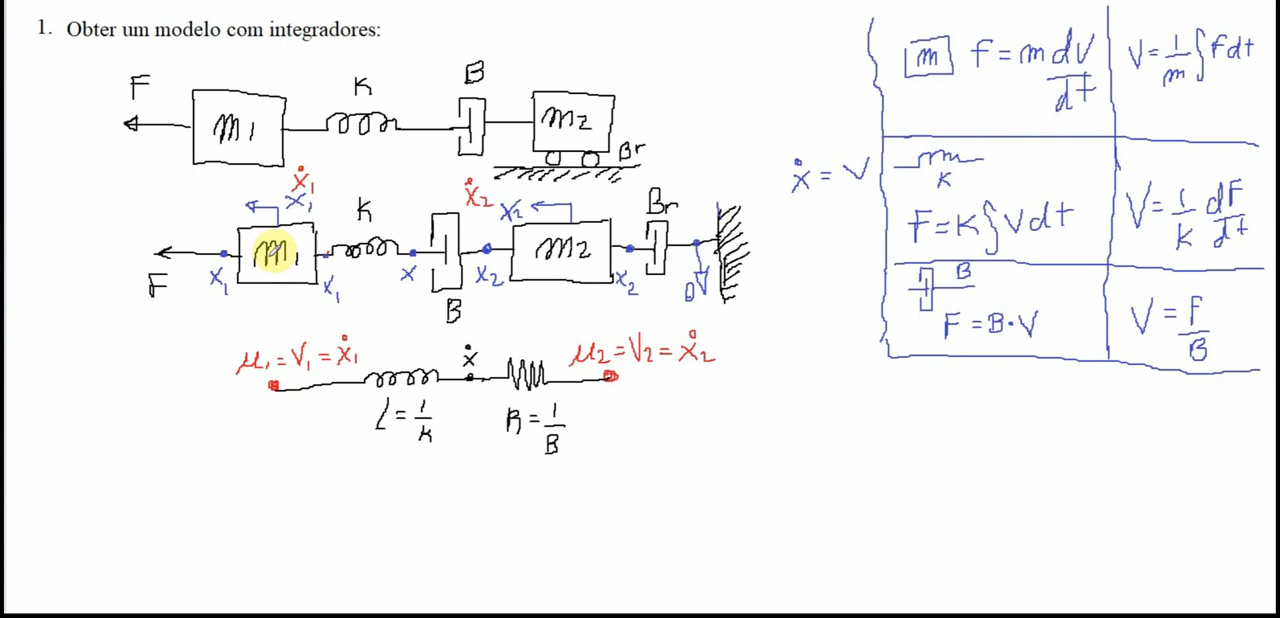 1. Obter um modelo com integradores:
F
m1
K
B
m2
Br
ẋ1
x1
ẋ2
x2
F
m1
K
B
m2
Br
x1
x1
x
x2
x2
0
μ1 = V1 = ẋ1
ẋ
μ2 = V2 = ẋ2
L = 1/K
R = 1/B
ẋ = V
m
F = m dV/dt
V = 1/m ∫ F dt
K
F = K ∫ V dt
V = 1/K dF/dt
B
F = B · V
V = F/B